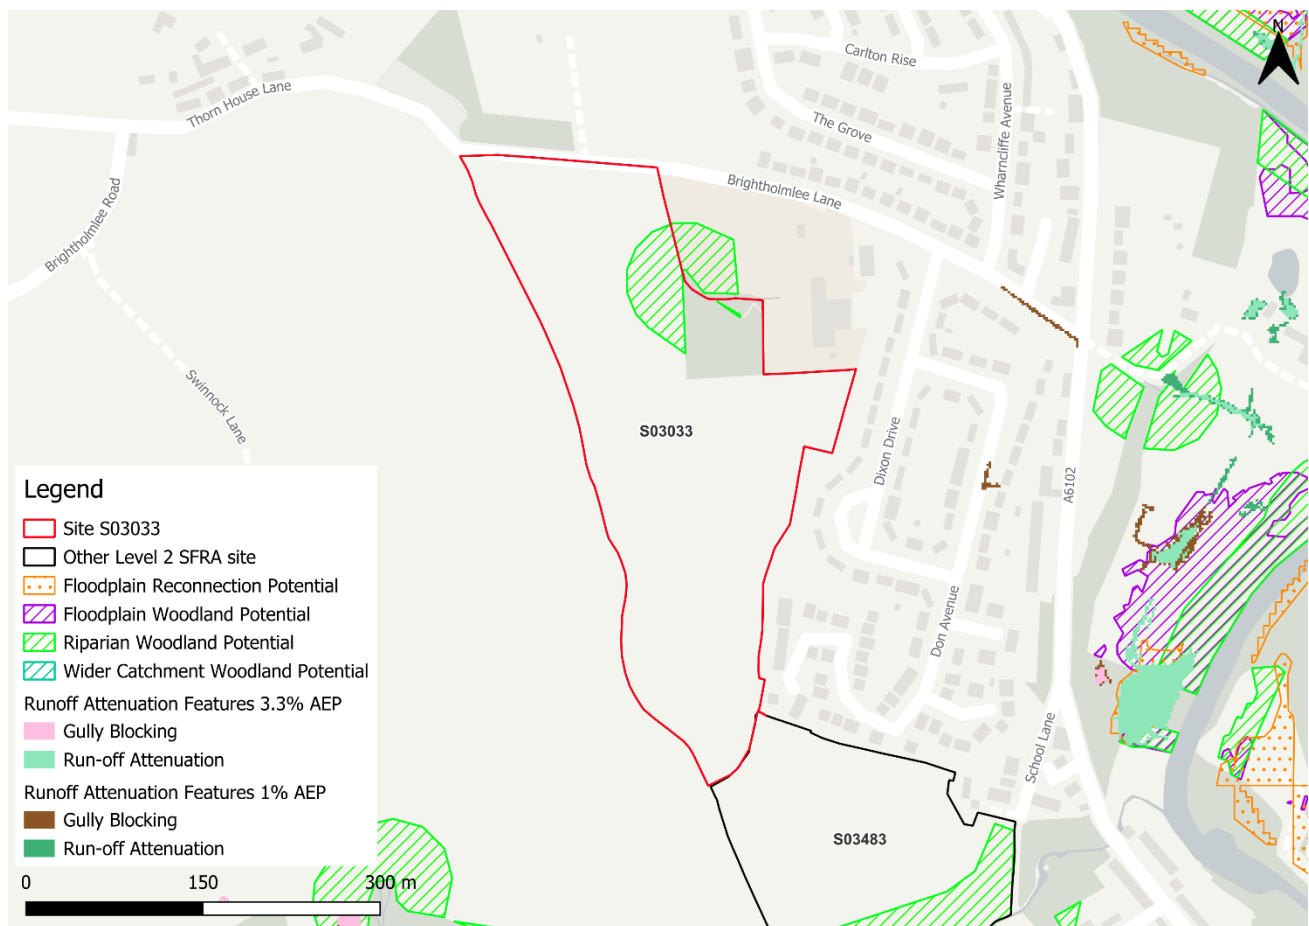 N
Carlton Rise
Thorn House Lane
The Grove
Wharncliffe Avenue
Brightholmlee Lane
Brightholmlee Road
Swinnock Lane
S03033
Dixon Drive
A6102
Don Avenue
School Lane
S03483
Legend
Site S03033
Other Level 2 SFRA site
Floodplain Reconnection Potential
Floodplain Woodland Potential
Riparian Woodland Potential
Wider Catchment Woodland Potential
Runoff Attenuation Features 3.3% AEP
Gully Blocking
Run-off Attenuation
Runoff Attenuation Features 1% AEP
Gully Blocking
Run-off Attenuation
0 150 300 m